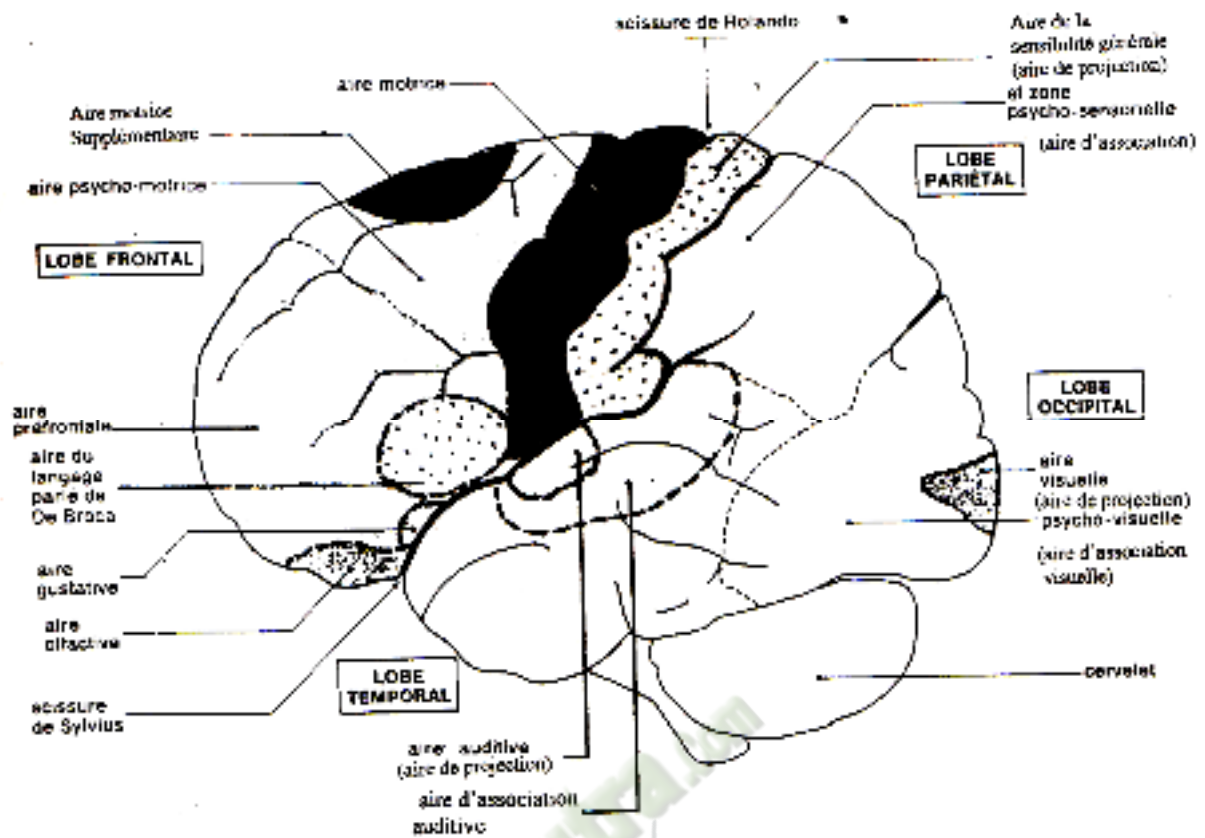 scissure de Rolando
Aire de la
sensibilité générale
(aire de projection)
et zone
psycho-sensorielle
(aire d'association)
aire motrice
Aire motrice
Supplémentaire
aire psycho-motrice
LOBE
PARIÉTAL
LOBE FRONTAL
LOBE
OCCIPITAL
aire
préfrontale
aire du
langage
parlé de
De Broca
aire
visuelle
(aire de projection)
psycho-visuelle
(aire d'association
visuelle)
aire
gustative
aire
olfactive
LOBE
TEMPORAL
cervelet
scissure
de Sylvius
aire auditive
(aire de projection)
aire d'association
auditive